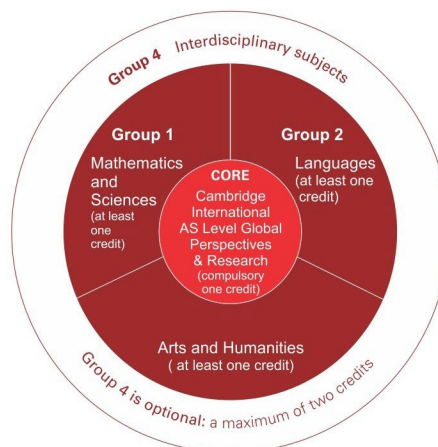 Group 4 Interdisciplinary subjects
Group 1
Mathematics
and
Sciences
(at least
one
credit)
Group 2
Languages
(at least one
credit)
CORE
Cambridge
International
AS Level Global
Perspectives
& Research
(compulsory
one credit)
Arts and Humanities
( at least one credit)
Group 4 is optional: a maximum of two credits